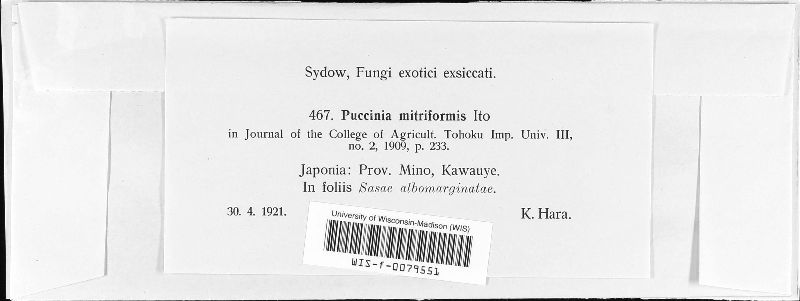 Sydow, Fungi exotici exsiccati.
467. Puccinia mitriformis Ito
in Journal of the College of Agricult. Tohoku Imp. Univ. III,
no. 2, 1909, p. 233.
Japonia: Prov. Mino, Kawauye.
In foliis Sasae albomarginatae.
30. 4. 1921.
K. Hara.
University of Wisconsin-Madison (WIS)
WIS-f-0079551